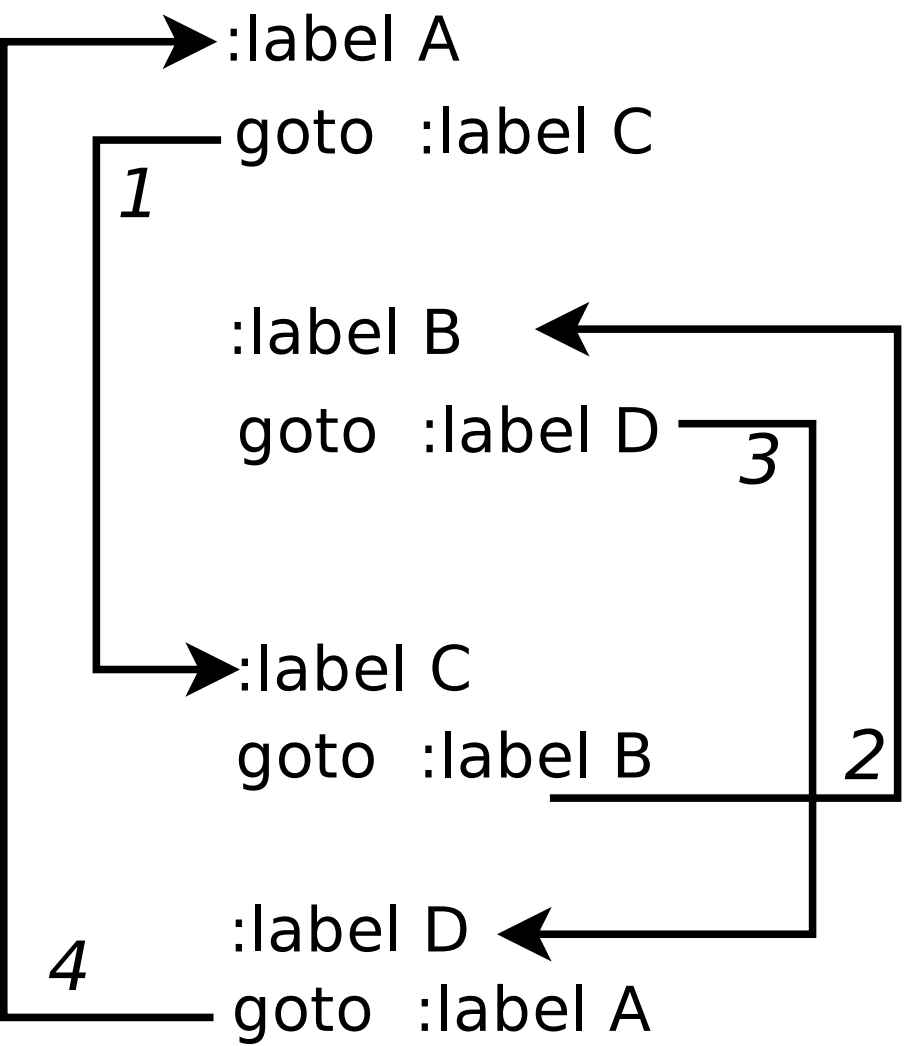 :label A
goto :label C
1
:label B
goto :label D
3
:label C
goto :label B
2
:label D
4
goto :label A